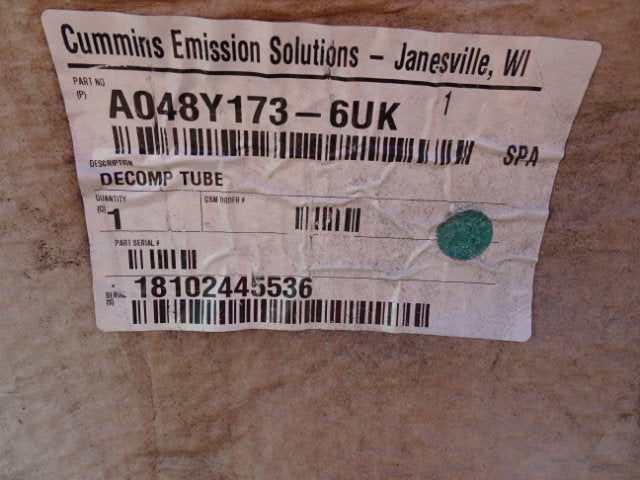 Cummins Emission Solutions – Janesville, WI
PART NO
(P)
A048Y173-6UK
1
SPA
DESCRIPTION
DECOMP TUBE
QUANTITY
(Q)
1
GSM ORDER #
PART SERIAL #
SERIAL
(S)
18102445536